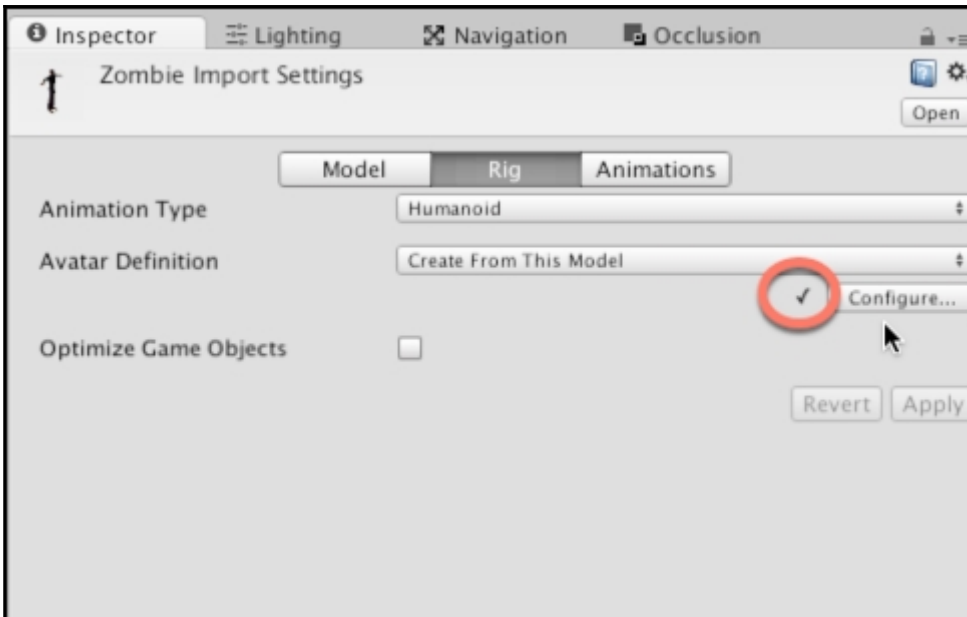 Inspector Lighting Navigation Occlusion
Zombie Import Settings
Open
Model Rig Animations
Animation Type Humanoid
Avatar Definition Create From This Model
Configure...
Optimize Game Objects
Revert Apply